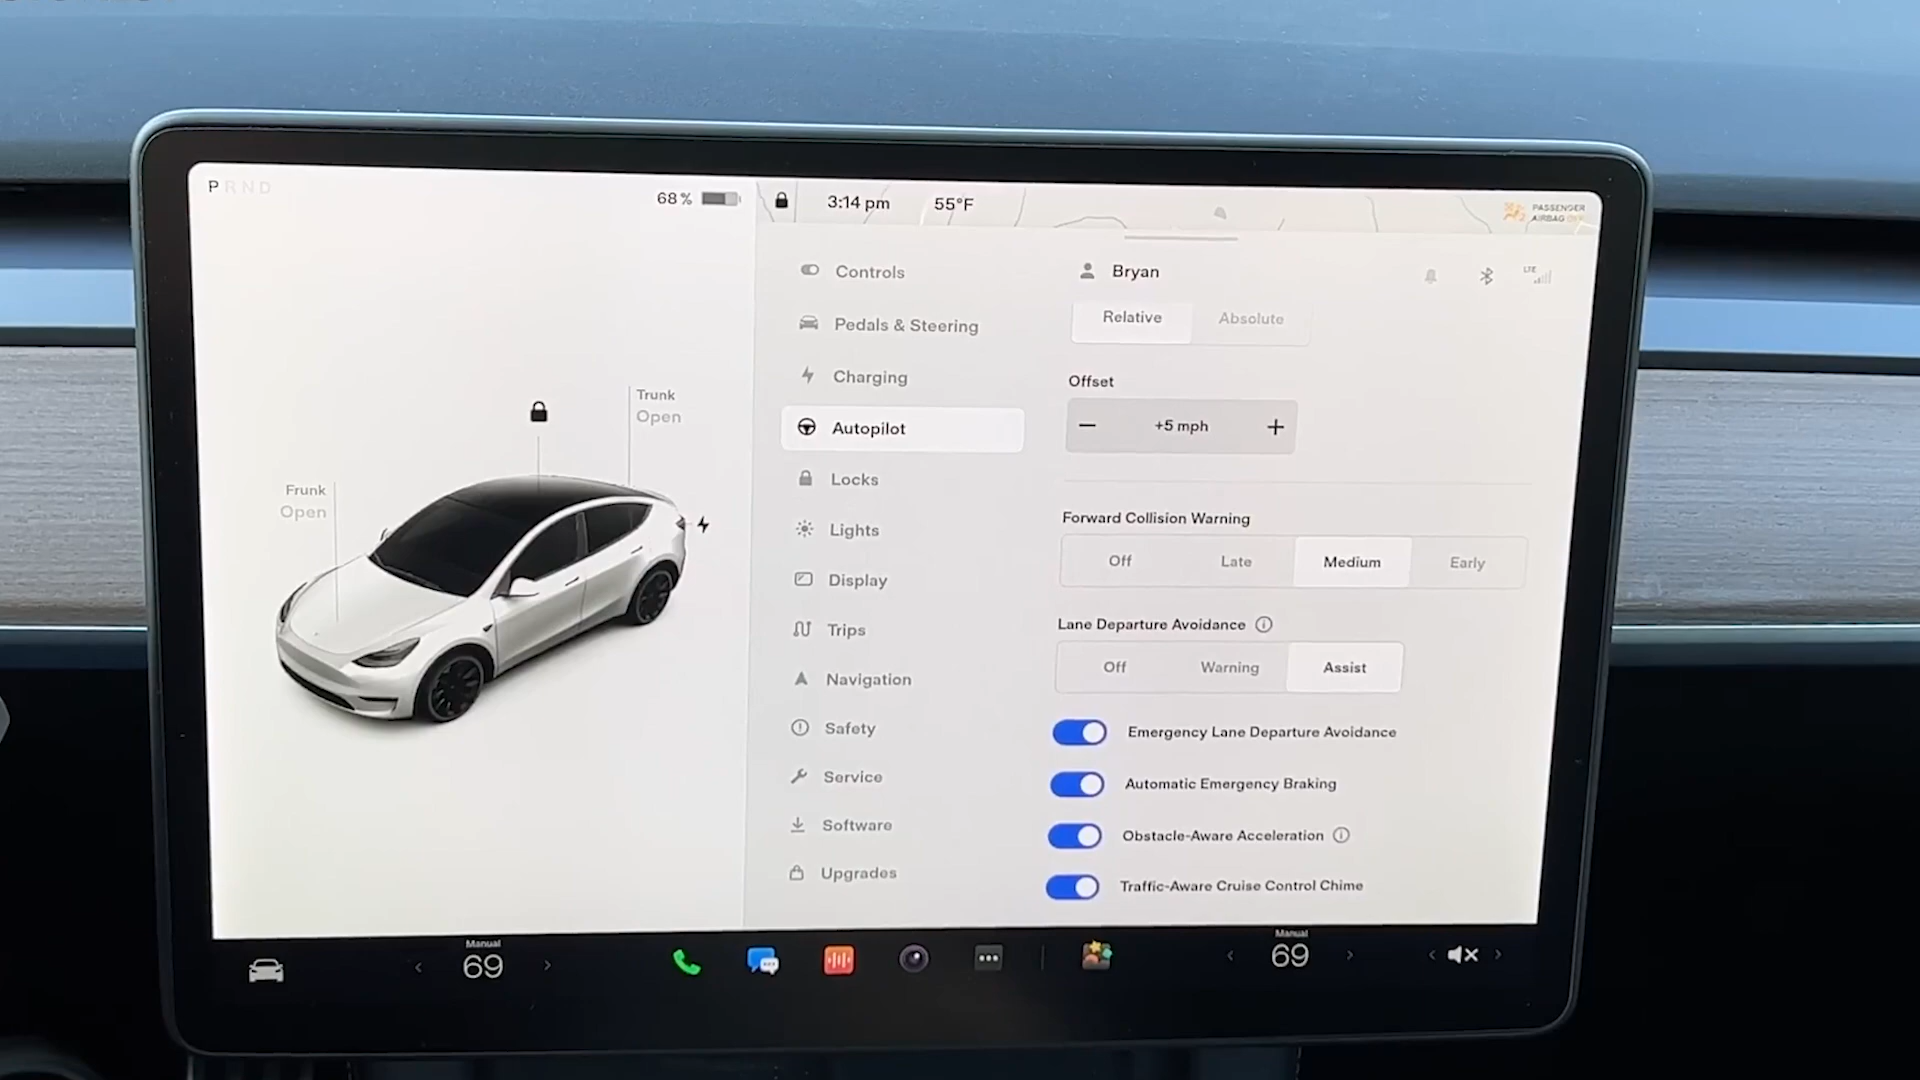 P R N D
68 %
3:14 pm
55°F
PASSENGER
AIRBAG OFF
Trunk
Open
Frunk
Open
Controls
Pedals & Steering
Charging
Autopilot
Locks
Lights
Display
Trips
Navigation
Safety
Service
Software
Upgrades
Bryan
LTE
Relative
Absolute
Offset
+5 mph
Forward Collision Warning
Off
Late
Medium
Early
Lane Departure Avoidance
Off
Warning
Assist
Emergency Lane Departure Avoidance
Automatic Emergency Braking
Obstacle-Aware Acceleration
Traffic-Aware Cruise Control Chime
Manual
69
Manual
69